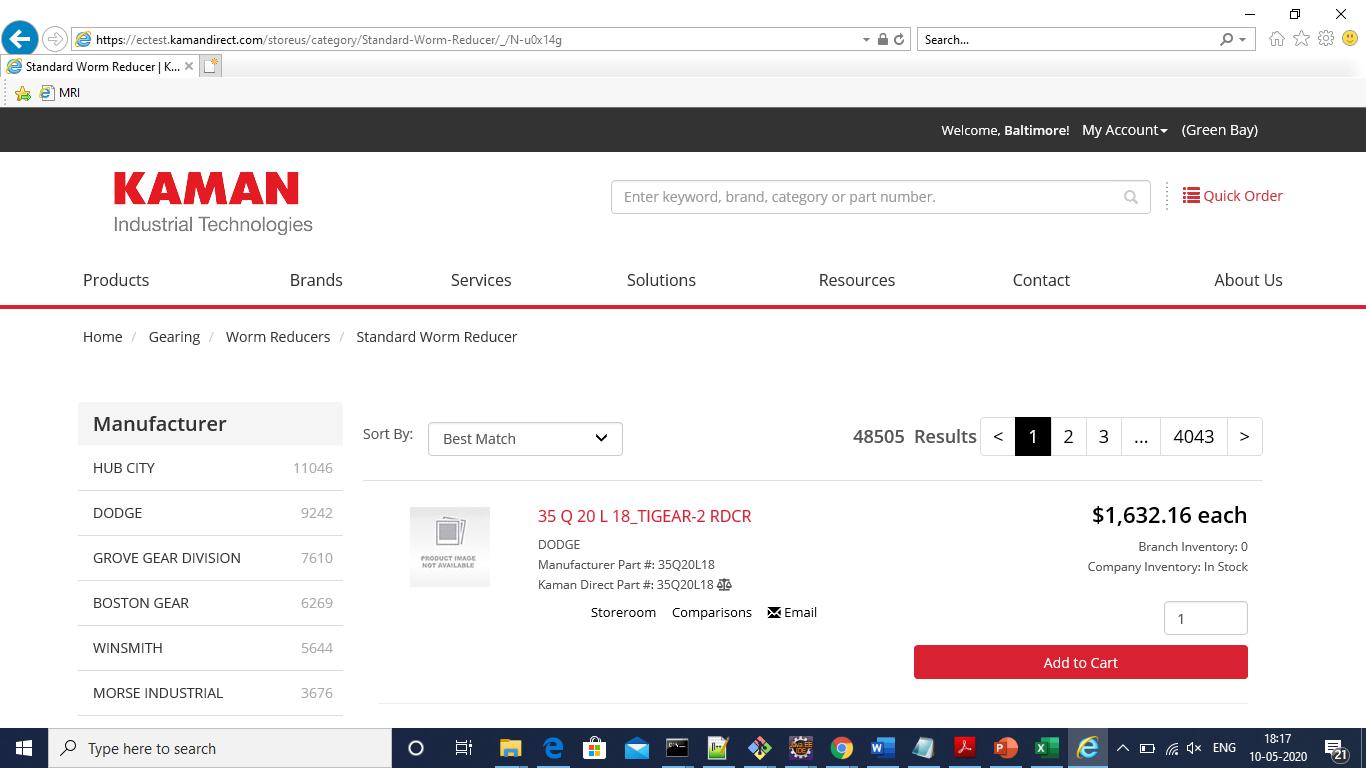 https://ectest.kamandirect.com/storeus/category/Standard-Worm-Reducer/_/N-u0x14g
Search...
Standard Worm Reducer | K...
MRI
Welcome, Baltimore! My Account (Green Bay)
KAMAN
Industrial Technologies
Enter keyword, brand, category or part number.
Quick Order
Products Brands Services Solutions Resources Contact About Us
Home / Gearing / Worm Reducers / Standard Worm Reducer
Manufacturer
HUB CITY 11046
DODGE 9242
GROVE GEAR DIVISION 7610
BOSTON GEAR 6269
WINSMITH 5644
MORSE INDUSTRIAL 3676
Sort By: Best Match
48505 Results < 1 2 3 ... 4043 >
PRODUCT IMAGE
NOT AVAILABLE
35 Q 20 L 18_TIGEAR-2 RDCR
DODGE
Manufacturer Part #: 35Q20L18
Kaman Direct Part #: 35Q20L18
Storeroom Comparisons Email
$1,632.16 each
Branch Inventory: 0
Company Inventory: In Stock
1
Add to Cart
Type here to search
ENG
18:17
10-05-2020
21